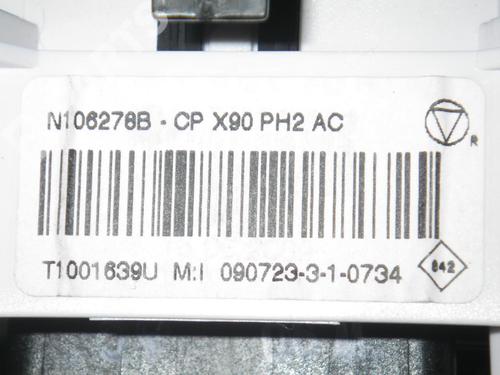 N106276B - CP X90 PH2 AC
R
T1001639U M:I 090723-3-1-0734
842